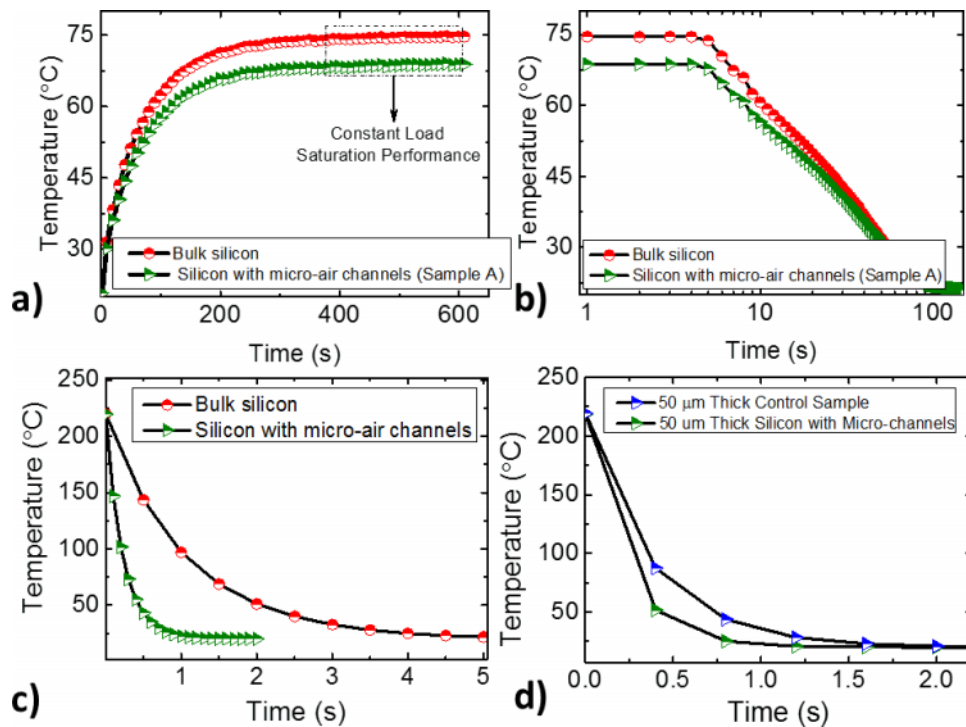 75
60
45
30
Temperature (°C)
Constant Load
Saturation Performance
Bulk silicon
Silicon with micro-air channels (Sample A)
a)
0 200 400 600
Time (s)
75
60
45
30
Temperature (°C)
Bulk silicon
Silicon with micro-air channels (Sample A)
b)
1 10 100
Time (s)
250
200
150
100
50
Temperature (°C)
Bulk silicon
Silicon with micro-air channels
c)
1 2 3 4 5
Time (s)
250
200
150
100
50
Temperature (°C)
50 μm Thick Control Sample
50 um Thick Silicon with Micro-channels
d)
0.0 0.5 1.0 1.5 2.0
Time (s)